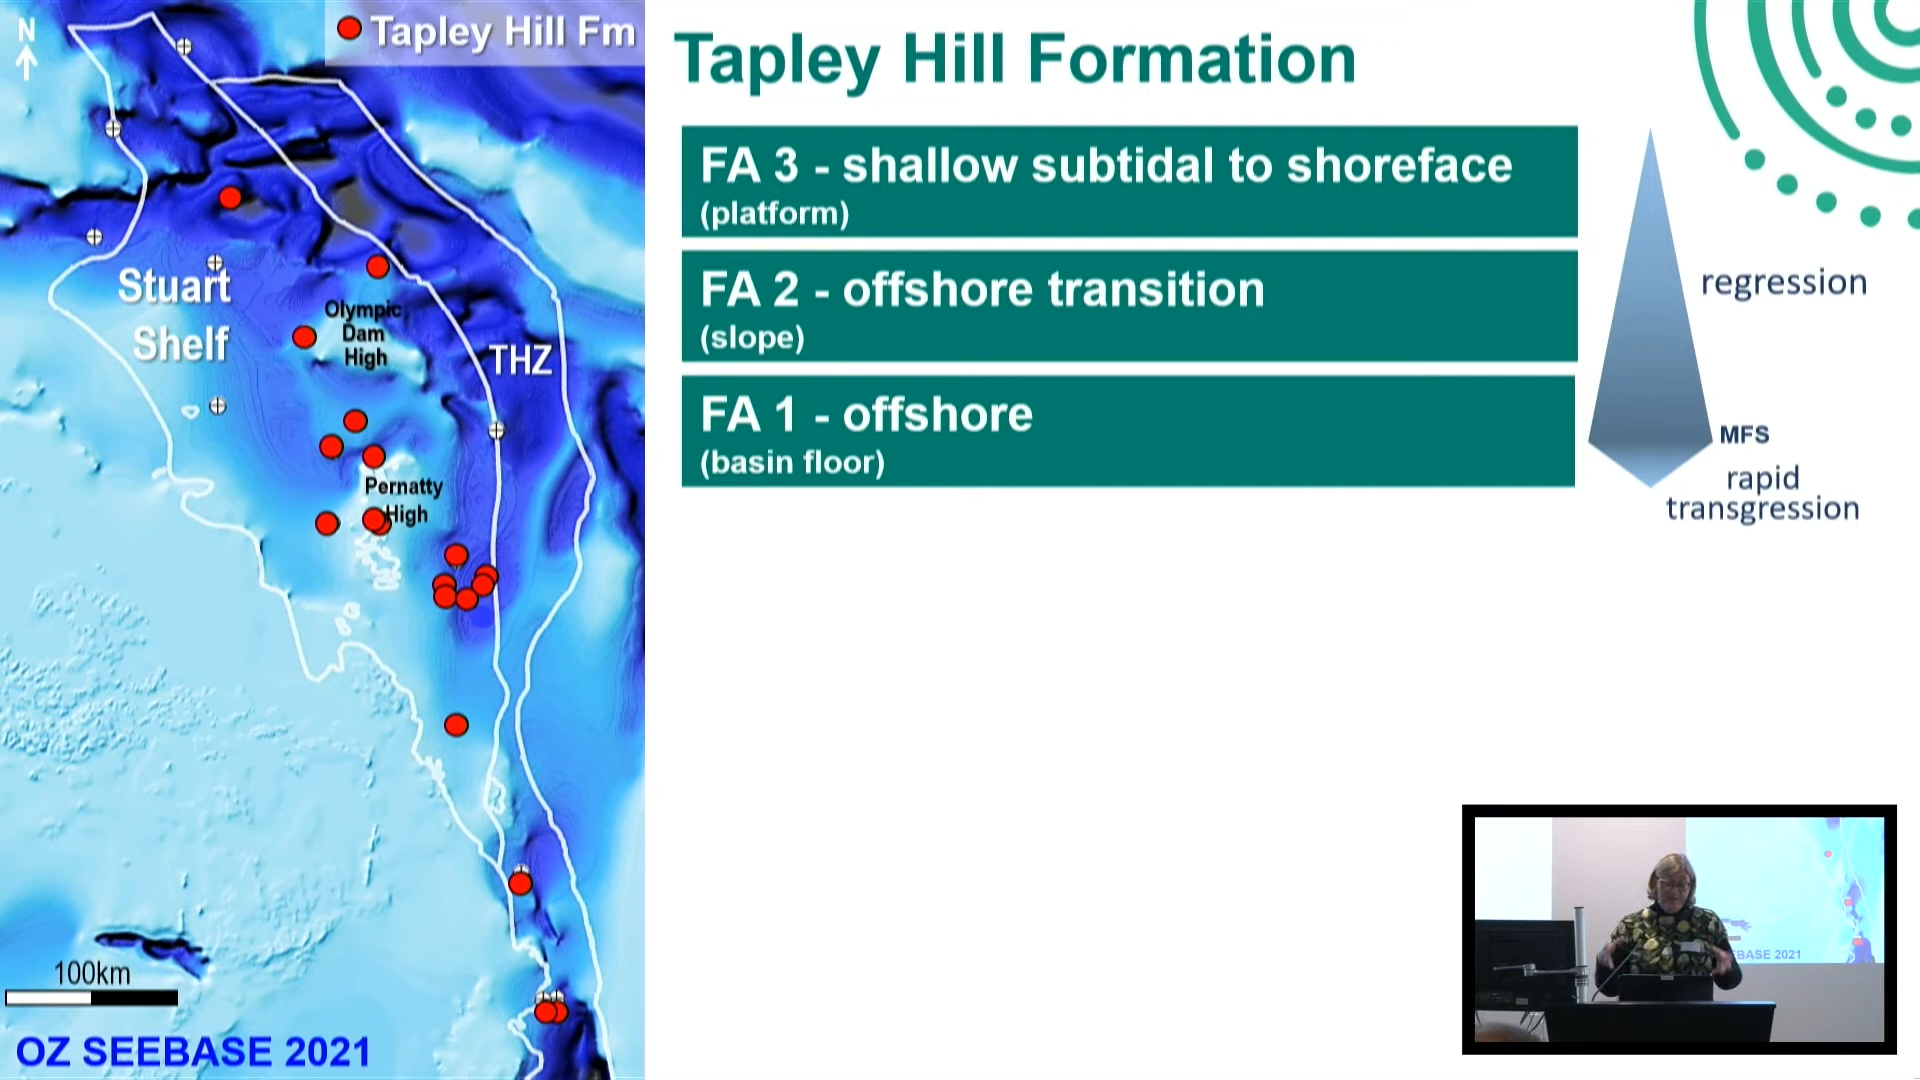 N
Tapley Hill Fm
Stuart
Shelf
Olympic
Dam
High
THZ
Pernatty
High
100km
OZ SEEBASE 2021
Tapley Hill Formation
FA 3 - shallow subtidal to shoreface
(platform)
FA 2 - offshore transition
(slope)
FA 1 - offshore
(basin floor)
regression
MFS
rapid
transgression
BASE 2021